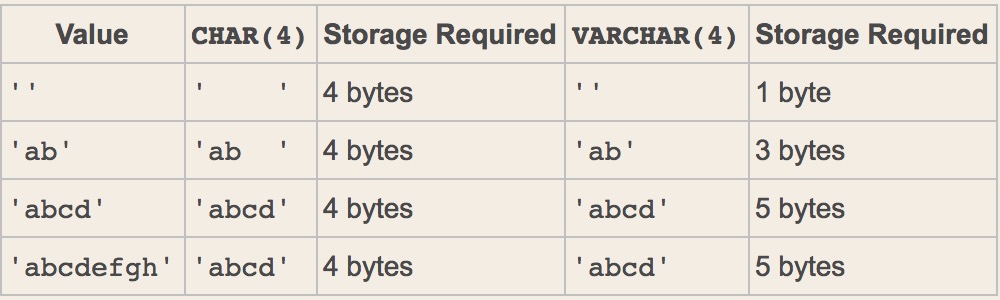 Value CHAR(4) Storage Required VARCHAR(4) Storage Required
'' '    ' 4 bytes '' 1 byte
'ab' 'ab  ' 4 bytes 'ab' 3 bytes
'abcd' 'abcd' 4 bytes 'abcd' 5 bytes
'abcdefgh' 'abcd' 4 bytes 'abcd' 5 bytes